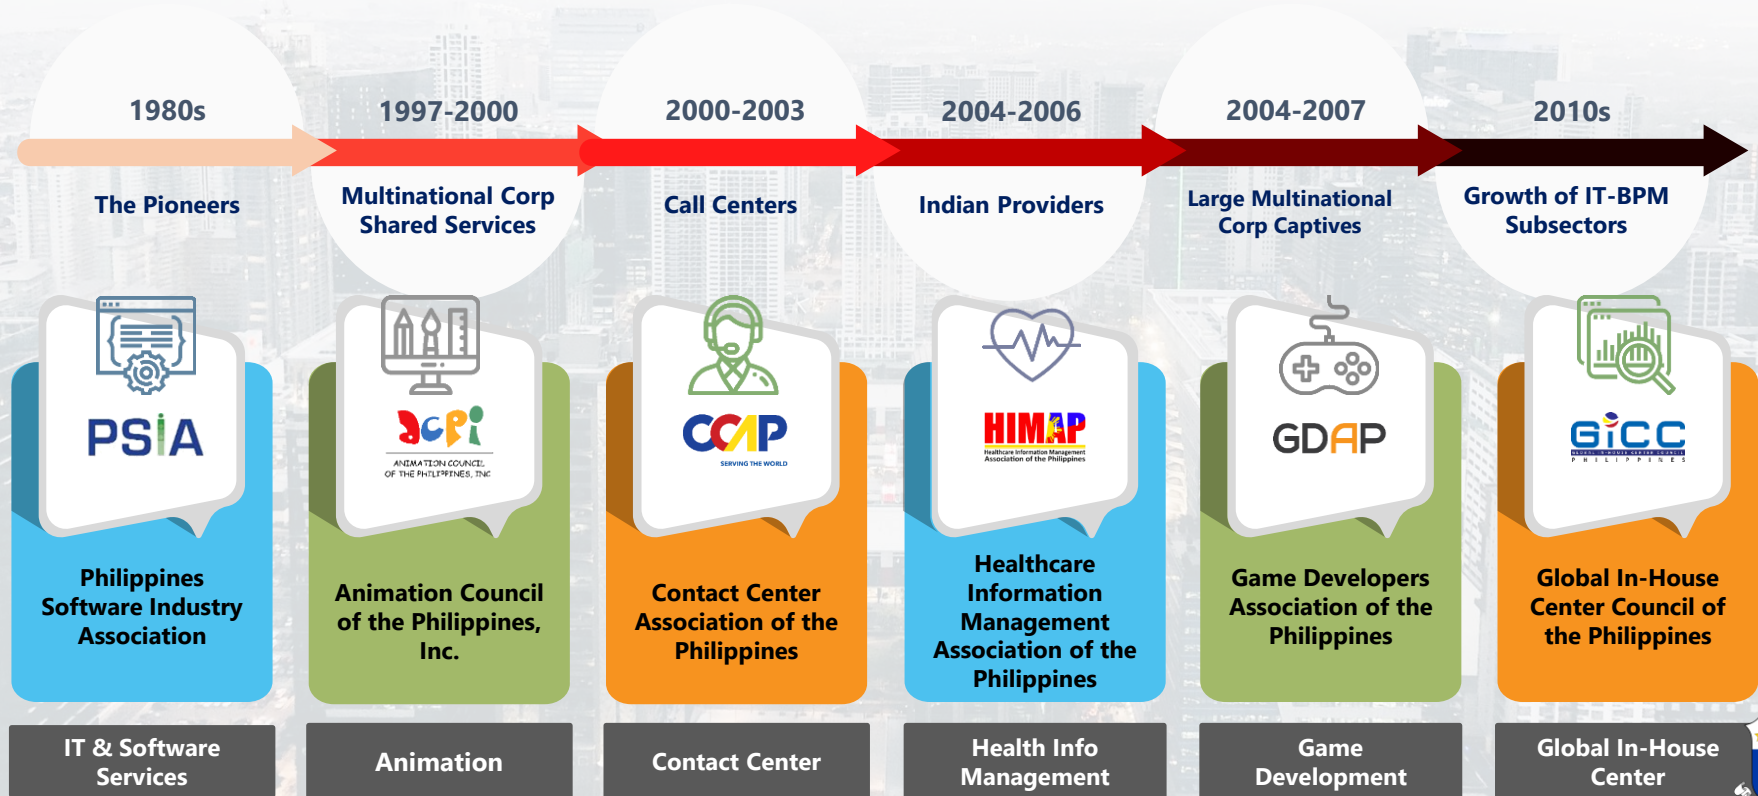 1980s
1997-2000
2000-2003
2004-2006
2004-2007
2010s
The Pioneers
Multinational Corp
Shared Services
Call Centers
Indian Providers
Large Multinational
Corp Captives
Growth of IT-BPM
Subsectors
PSiA
acpi
ANIMATION COUNCIL
OF THE PHILIPPINES, INC
CCAP
SERVING THE WORLD
HIMAP
Healthcare Information Management
Association of the Philippines
GDAP
GiCC
GLOBAL IN-HOUSE CENTER COUNCIL
PHILIPPINES
Philippines
Software Industry
Association
Animation Council
of the Philippines,
Inc.
Contact Center
Association of the
Philippines
Healthcare
Information
Management
Association of the
Philippines
Game Developers
Association of the
Philippines
Global In-House
Center Council of
the Philippines
IT & Software
Services
Animation
Contact Center
Health Info
Management
Game
Development
Global In-House
Center